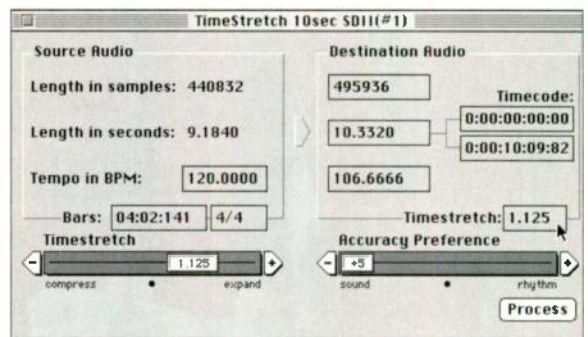 TimeStretch 10sec SDII(#1)
Source Audio
Length in samples: 440832
Length in seconds: 9.1840
Tempo in BPM: 120.0000
Bars: 04:02:141 4/4
Destination Audio
495936
Timecode:
10.3320
0:00:00:00:00
0:00:10:09:82
106.6666
Timestretch: 1.125
Timestretch
- 1.125 +
compress expand
Accuracy Preference
- +5 +
sound rhythm
Process